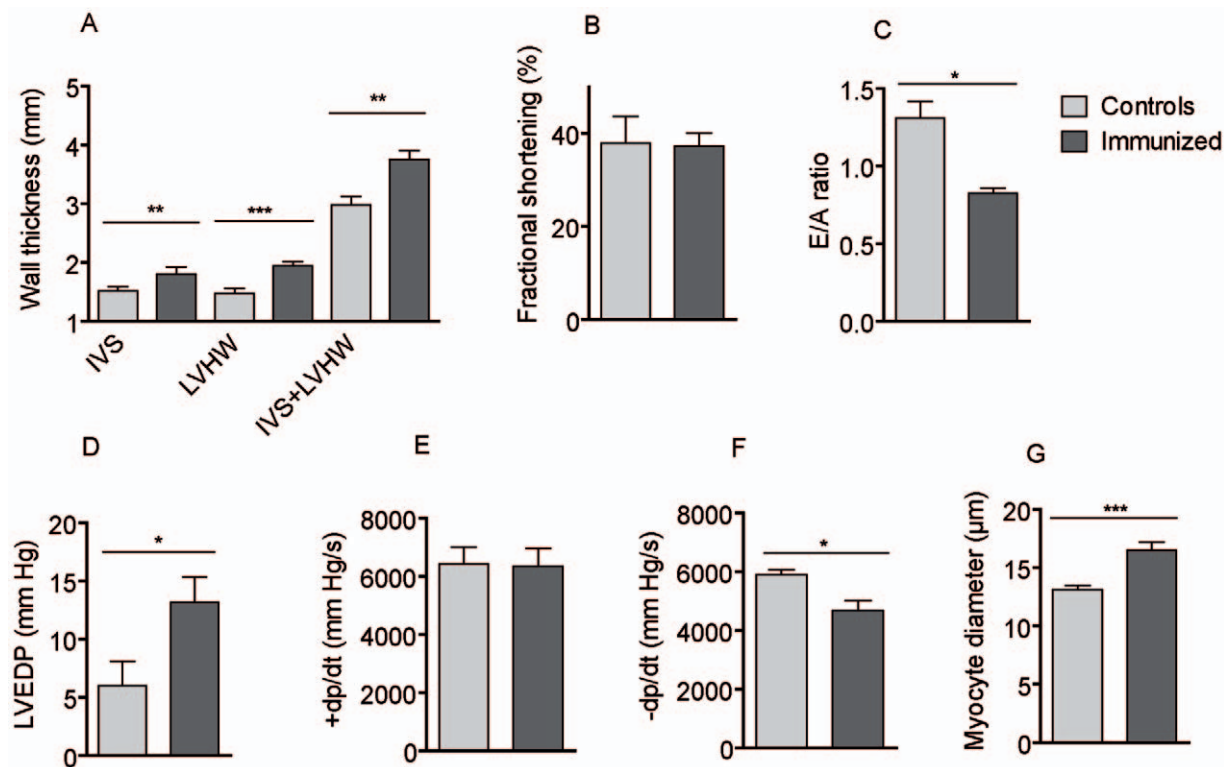 A
Wall thickness (mm)
5
4
3
2
1
**
***
**
IVS
LVHW
IVS+LVHW
B
Fractional shortening (%)
40
20
0
C
E/A ratio
1.5
1.0
0.5
0.0
*
Controls
Immunized
D
LVEDP (mm Hg)
20
15
10
5
0
*
E
+dp/dt (mm Hg/s)
8000
6000
4000
2000
0
F
-dp/dt (mm Hg/s)
8000
6000
4000
2000
0
*
G
Myocyte diameter (µm)
20
15
10
5
0
***